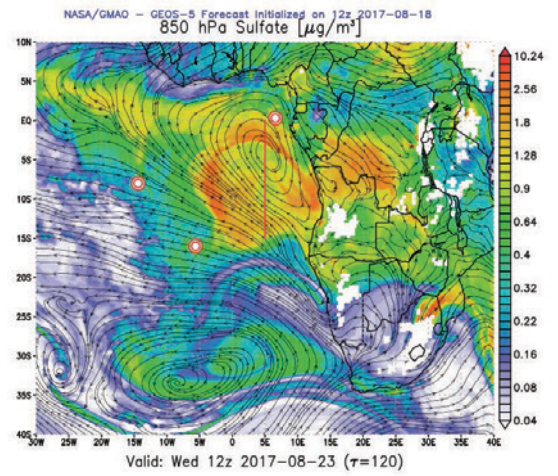 NASA/GMAO - GEOS-5 Forecast Initialized on 12z 2017-08-18
850 hPa Sulfate [μg/m³]
10N
5N
EQ
5S
10S
15S
20S
25S
30S
35S
40S
30W 25W 20W 15W 10W 5W 0 5E 10E 15E 20E 25E 30E 35E 40E
10.24
2.56
1.8
1.28
0.9
0.64
0.4
0.32
0.22
0.16
0.08
0.04
Valid: Wed 12z 2017-08-23 (τ=120)